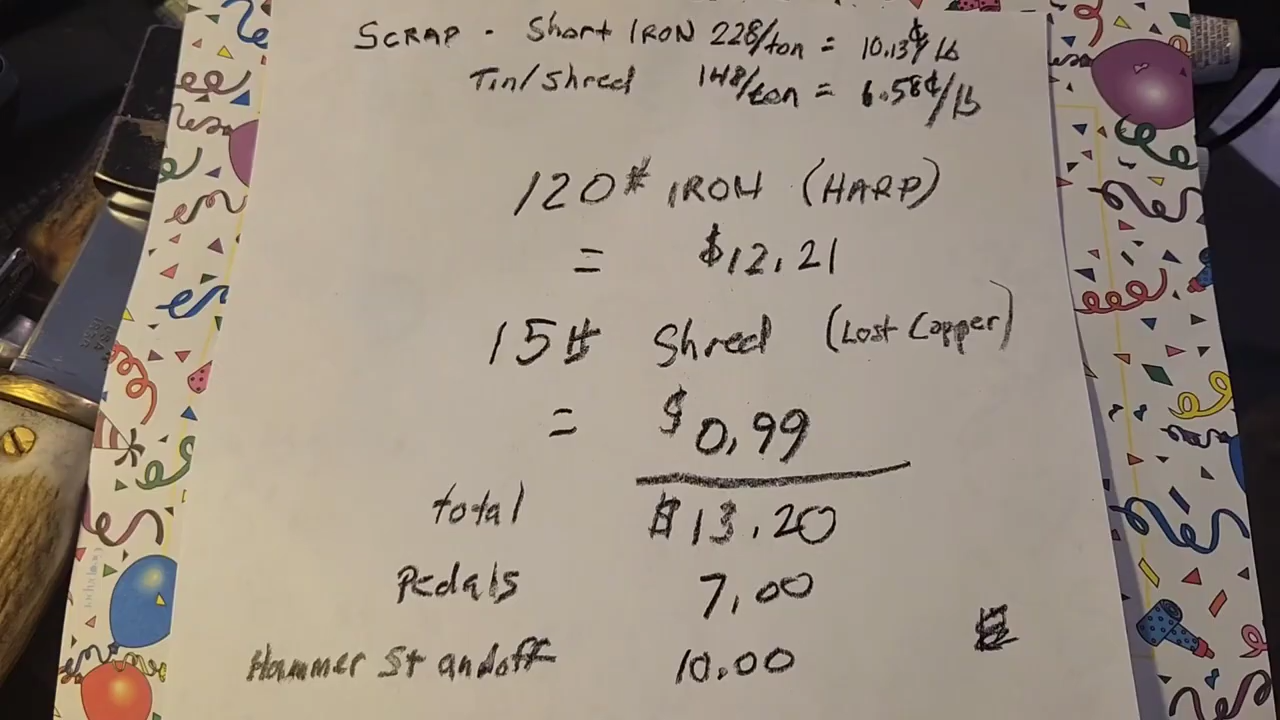 SCRAP - Short IRON 228/ton = 10.13¢/lb
Tin/Shred 148/ton = 6.58¢/lb
120# IRON (HARP)
= $12.21
15# Shred (Lost Copper)
= $0.99
total $13.20
Pedals 7.00
Hammer Standoff 10.00